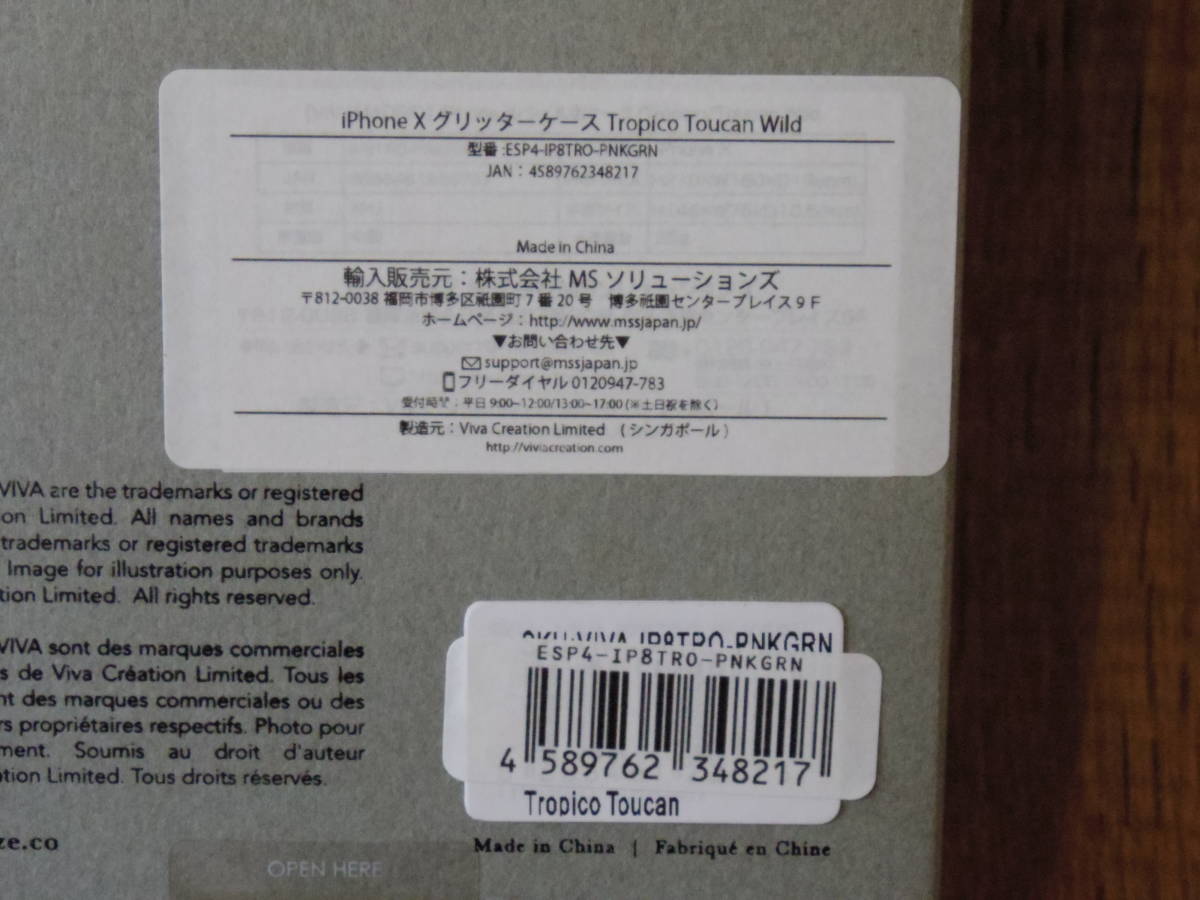 iPhone X グリッターケース Tropico Toucan Wild
型番 :ESP4-IP8TRO-PNKGRN
JAN : 4589762348217
Made in China
輸入販売元：株式会社 MS ソリューションズ
〒812-0038 福岡市博多区祇園町７番 20 号　博多祇園センタープレイス 9 F
ホームページ：http://www.mssjapan.jp/
▼お問い合わせ先▼
support@mssjapan.jp
フリーダイヤル 0120947-783
受付時間：平日 9:00~12:00/13:00~17:00 (※土日祝を除く)
製造元：Viva Creation Limited （シンガポール）
http://viviacreation.com
VIVA are the trademarks or registered
ion Limited. All names and brands
trademarks or registered trademarks
Image for illustration purposes only.
tion Limited. All rights reserved.
VIVA sont des marques commerciales
s de Viva Création Limited. Tous les
nt des marques commerciales ou des
rs propriétaires respectifs. Photo pour
ment. Soumis au droit d'auteur
ation Limited. Tous droits réservés.
ze.co
SKU:VIVA IP8TRO-PNKGRN
ESP4-IP8TRO-PNKGRN
4 589762 348217
Tropico Toucan
Made in China | Fabriqué en Chine
OPEN HERE